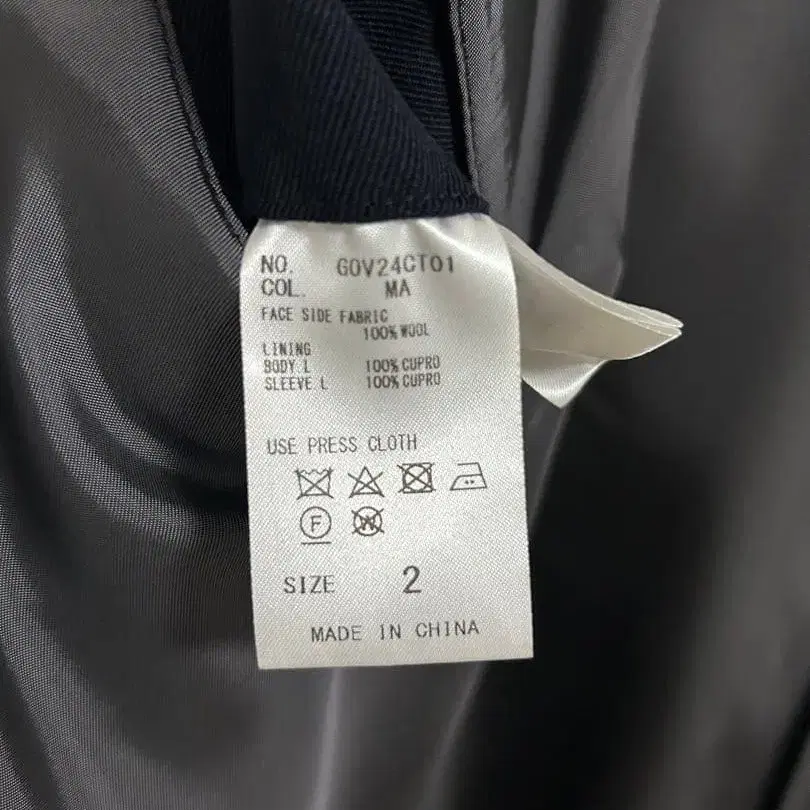 NO. GOV24CT01
COL. MA
FACE SIDE FABRIC
100% WOOL
LINING
BODY L 100% CUPRO
SLEEVE L 100% CUPRO
USE PRESS CLOTH
F W
SIZE 2
MADE IN CHINA